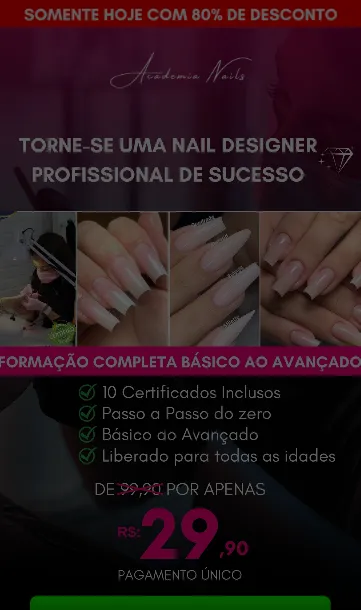 SOMENTE HOJE COM 80% DE DESCONTO
Academia Nails
TORNE-SE UMA NAIL DESIGNER
PROFISSIONAL DE SUCESSO
FORMAÇÃO COMPLETA BÁSICO AO AVANÇADO
10 Certificados Inclusos
Passo a Passo do zero
Básico ao Avançado
Liberado para todas as idades
DE 99,90 POR APENAS
RS: 29,90
PAGAMENTO ÚNICO